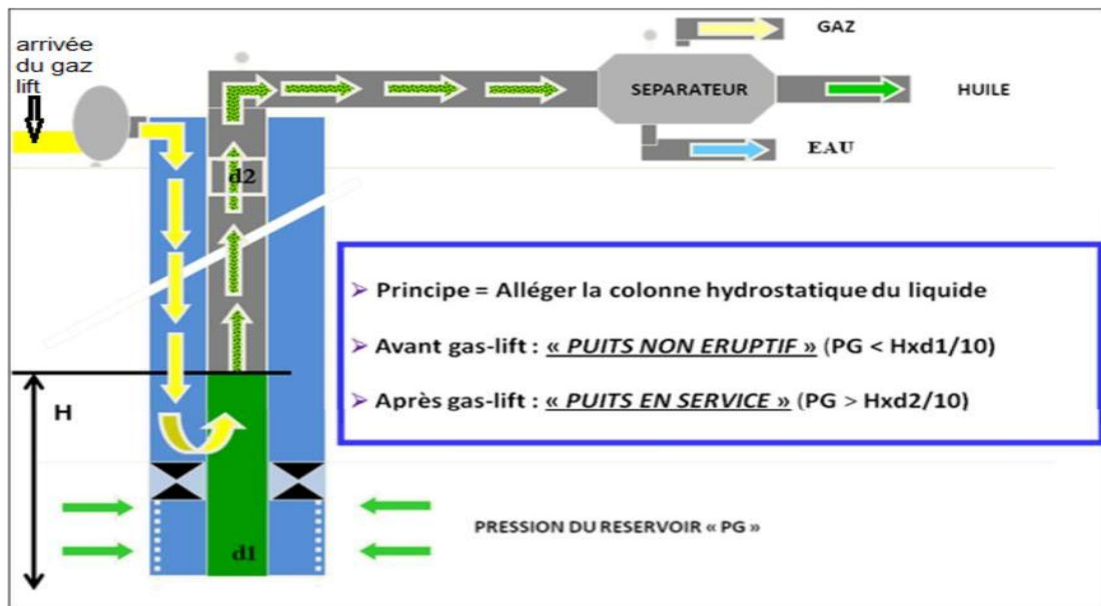 arrivée
du gaz
lift
GAZ
SEPARATEUR
HUILE
EAU
d2
➢ Principe = Alléger la colonne hydrostatique du liquide
➢ Avant gas-lift : « PUITS NON ERUPTIF » (PG < Hxd1/10)
➢ Après gas-lift : « PUITS EN SERVICE » (PG > Hxd2/10)
H
PRESSION DU RESERVOIR « PG »
d1